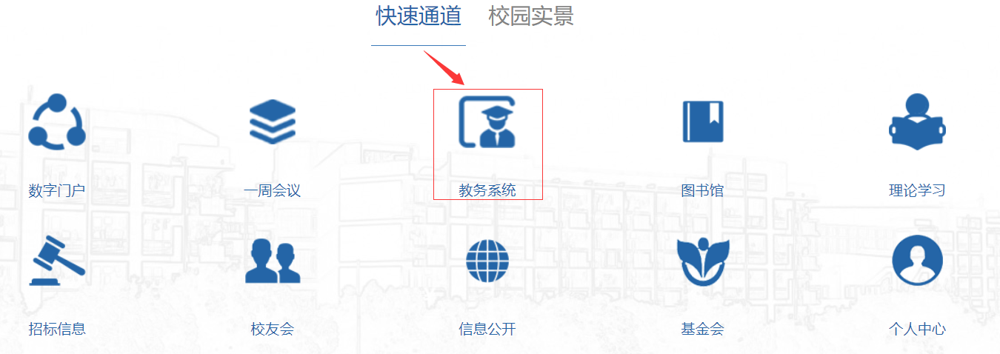 快速通道 校园实景
数字门户 一周会议 教务系统 图书馆 理论学习
招标信息 校友会 信息公开 基金会 个人中心